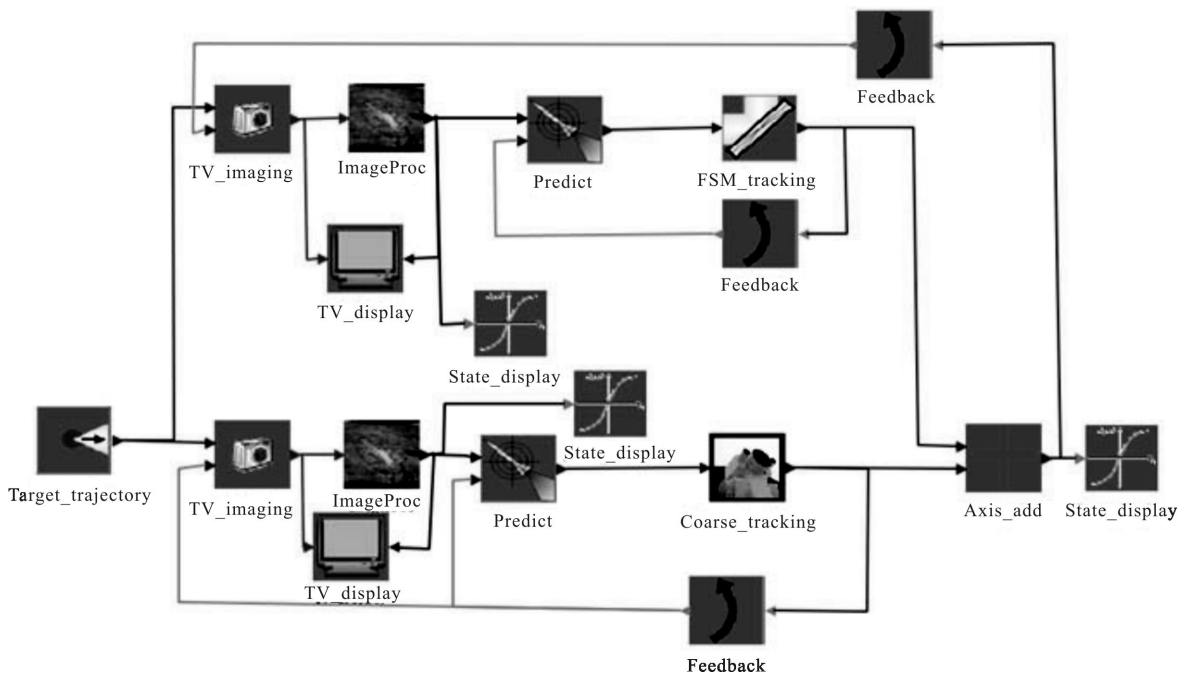 Feedback
TV_imaging
ImageProc
Predict
FSM_tracking
Feedback
TV_display
State_display
State_display
Target_trajectory
TV_imaging
ImageProc
Predict
Coarse_tracking
Axis_add
State_display
TV_display
Feedback